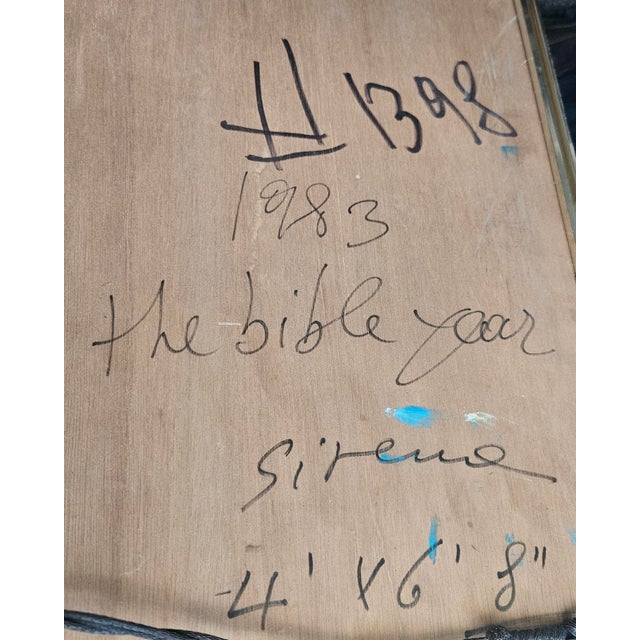 # 1398
1983
the bible year
Sirena
4' x 6' 8"